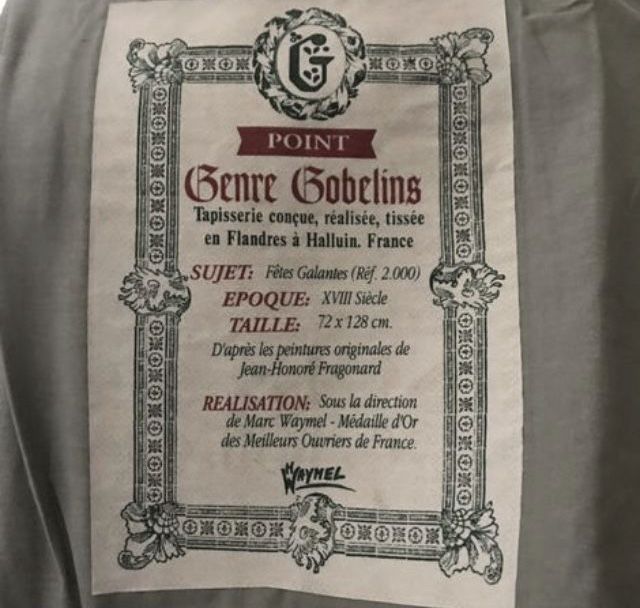 G
POINT
Genre Gobelins
Tapisserie conçue, réalisée, tissée
en Flandres à Halluin. France
SUJET: Fêtes Galantes (Réf. 2.000)
EPOQUE: XVIII Siècle
TAILLE: 72 x 128 cm.
D'après les peintures originales de
Jean-Honoré Fragonard
REALISATION: Sous la direction
de Marc Waymel - Médaille d'Or
des Meilleurs Ouvriers de France.
WAYMEL